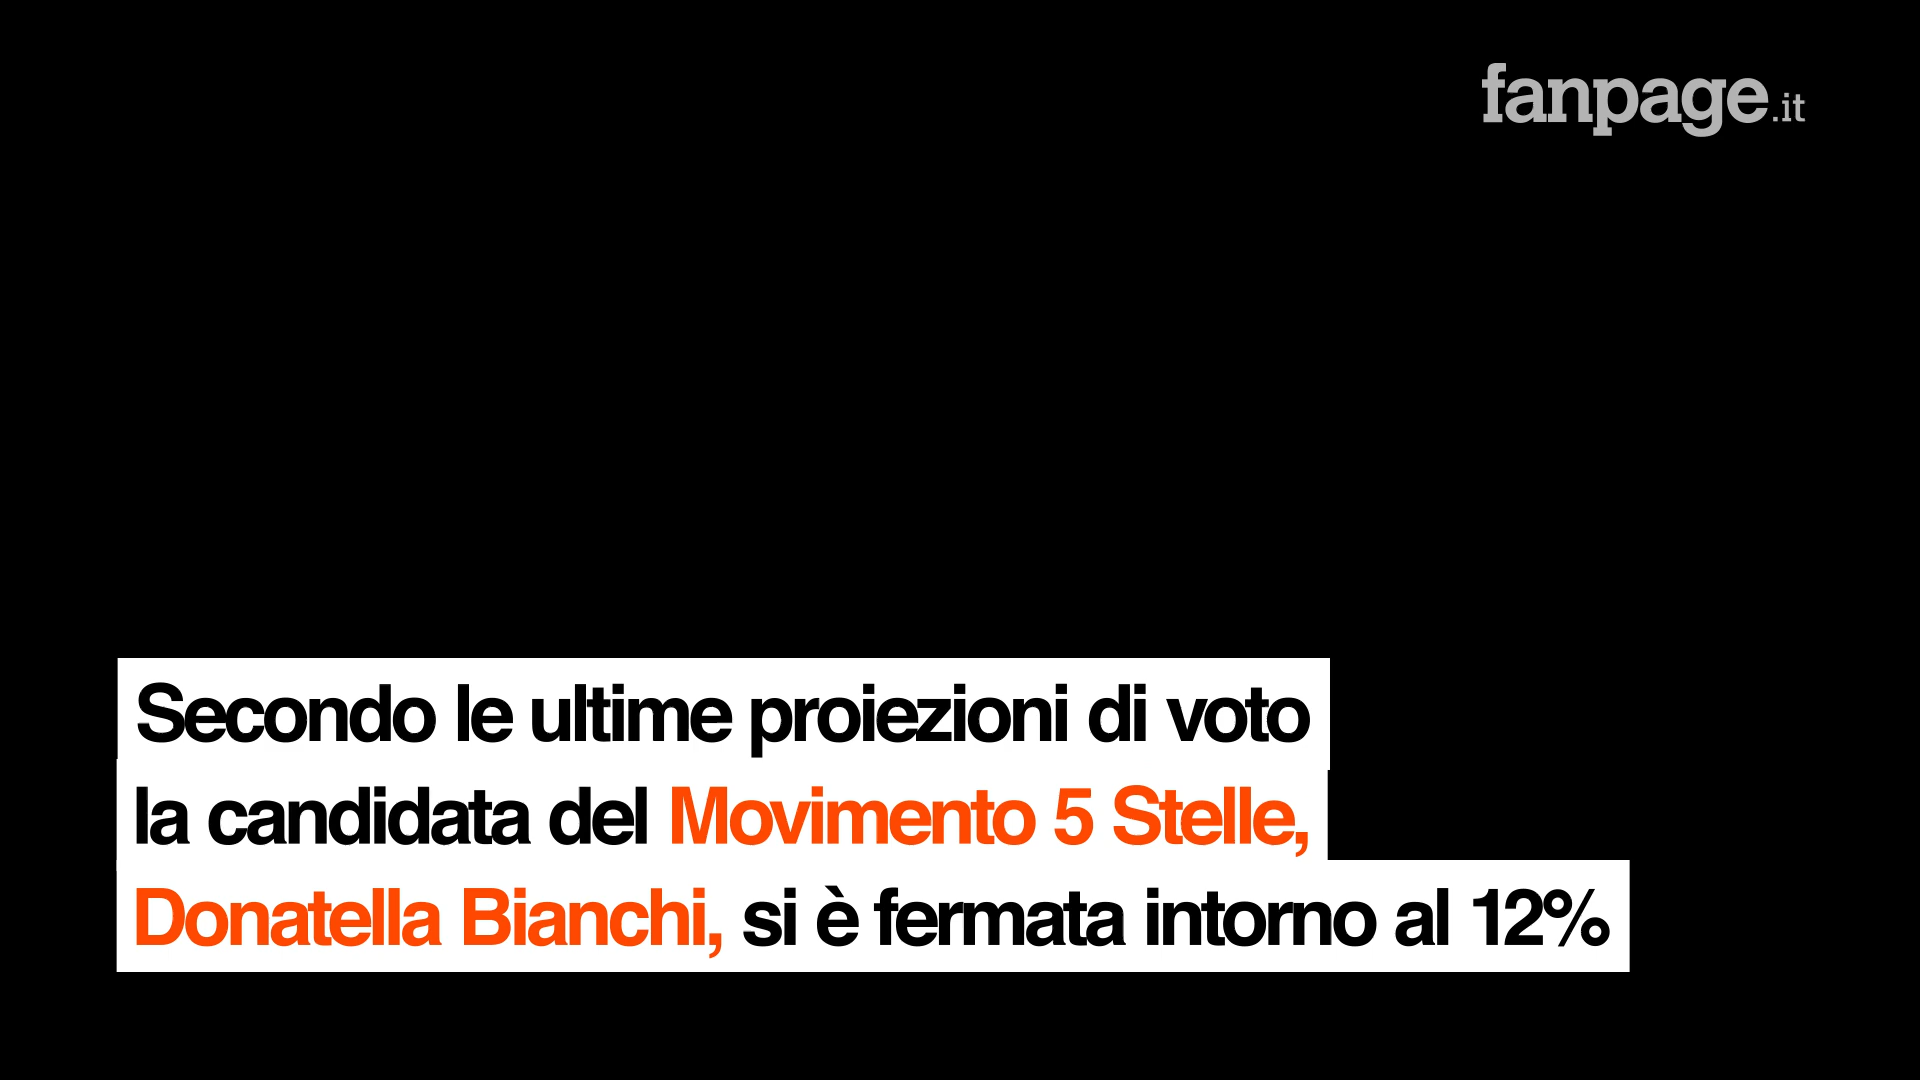 fanpage.it
Secondo le ultime proiezioni di voto
la candidata del Movimento 5 Stelle,
Donatella Bianchi, si è fermata intorno al 12%